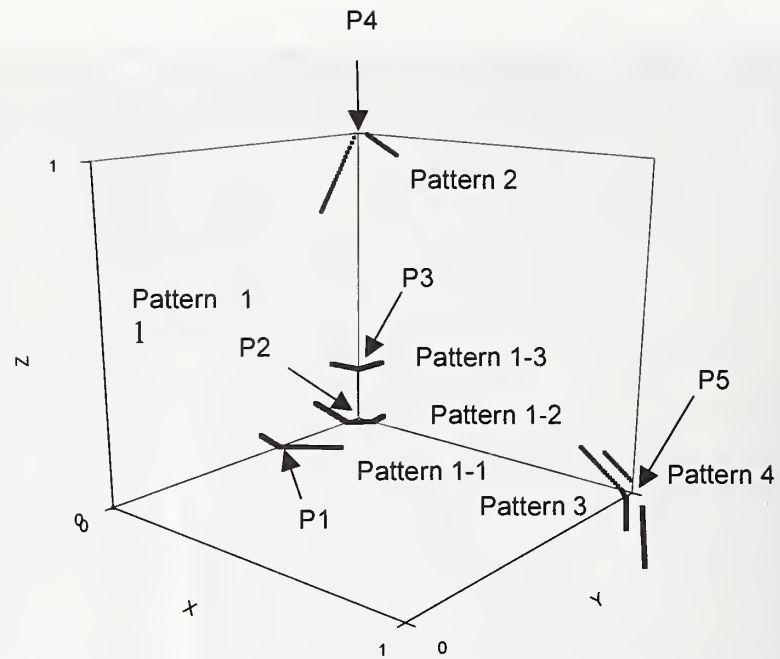 P4
1
Pattern 2
P3
Pattern 1
1
P2
Pattern 1-3
Z
P5
Pattern 1-2
Pattern 4
Pattern 1-1
Pattern 3
P1
0
0
X
Y
1
0